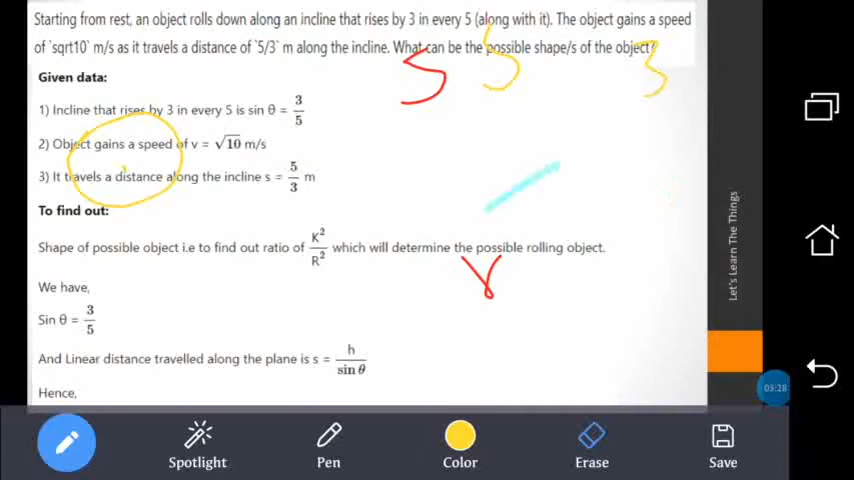 Starting from rest, an object rolls down along an incline that rises by 3 in every 5 (along with it). The object gains a speed
of `sqrt10` m/s as it travels a distance of `5/3` m along the incline. What can be the possible shape/s of the object?
5 5 3
Given data:
1) Incline that rises by 3 in every 5 is sin θ = 3/5
2) Object gains a speed of v = √10 m/s
3) It travels a distance along the incline s = 5/3 m
To find out:
Shape of possible object i.e to find out ratio of K²/R² which will determine the possible rolling object.
We have,
Sin θ = 3/5
And Linear distance travelled along the plane is s = h/sin θ
Hence,
Let's Learn The Things
03:28
Spotlight
Pen
Color
Erase
Save